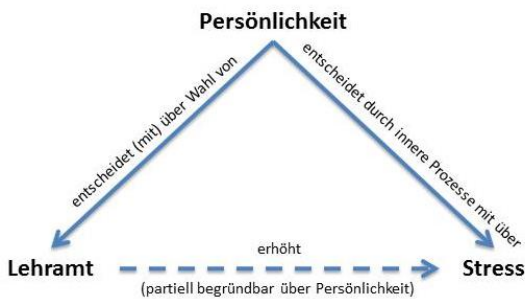 Persönlichkeit
entscheidet (mit) über Wahl von
entscheidet durch innere Prozesse mit über
Lehramt
erhöht
(partiell begründbar über Persönlichkeit)
Stress